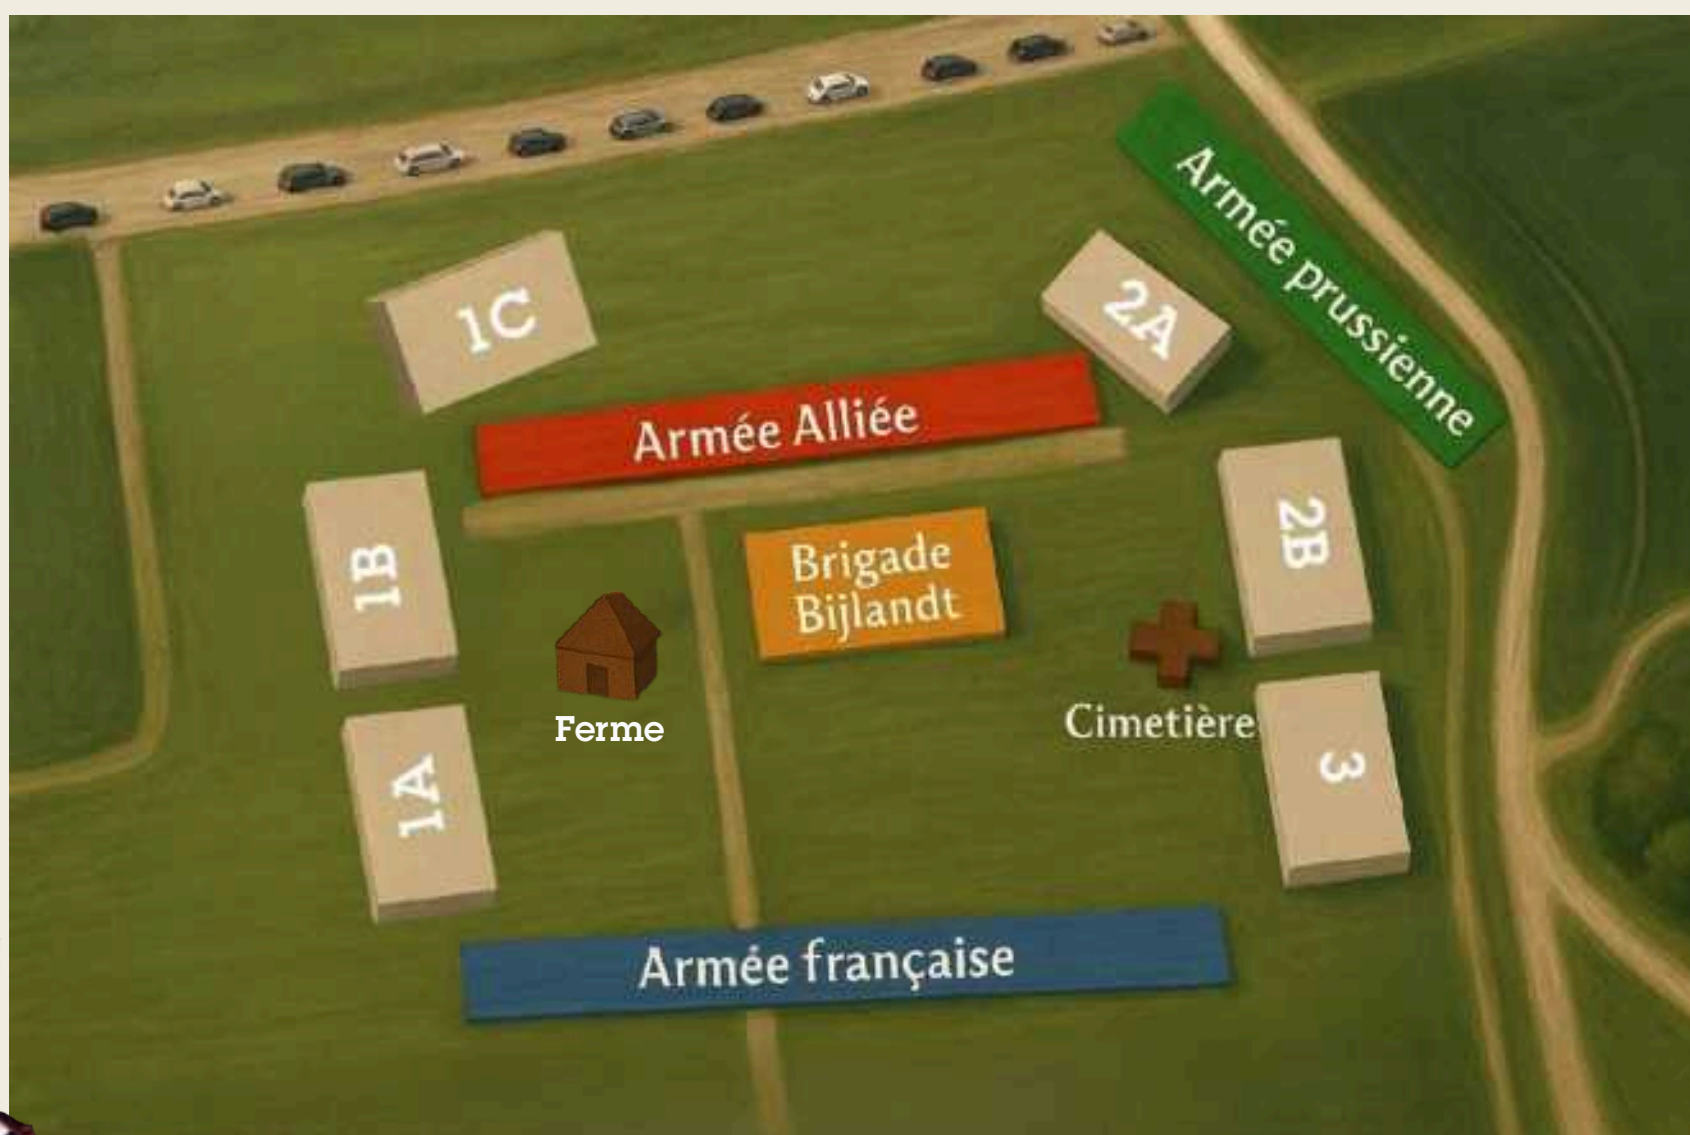 Armée prussienne
1C
2A
Armée Alliée
1B
Brigade
Bijlandt
2B
Ferme
Cimetière
1A
3
Armée française